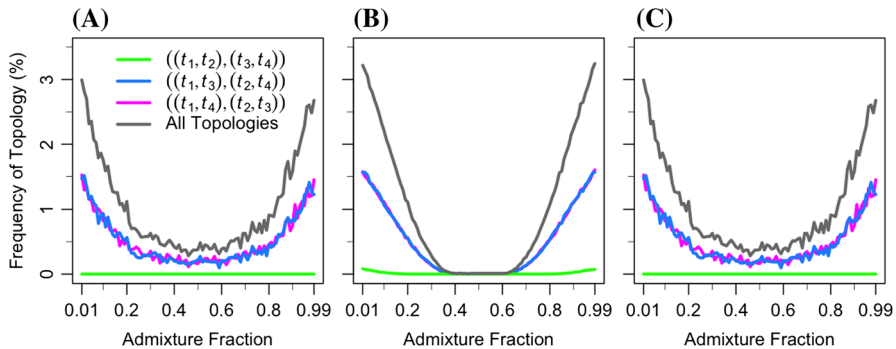 (A) (B) (C)
((t₁,t₂),(t₃,t₄))
((t₁,t₃),(t₂,t₄))
((t₁,t₄),(t₂,t₃))
All Topologies
Frequency of Topology (%)
3
2
1
0
0.01 0.2 0.4 0.6 0.8 0.99 0.01 0.2 0.4 0.6 0.8 0.99 0.01 0.2 0.4 0.6 0.8 0.99
Admixture Fraction Admixture Fraction Admixture Fraction